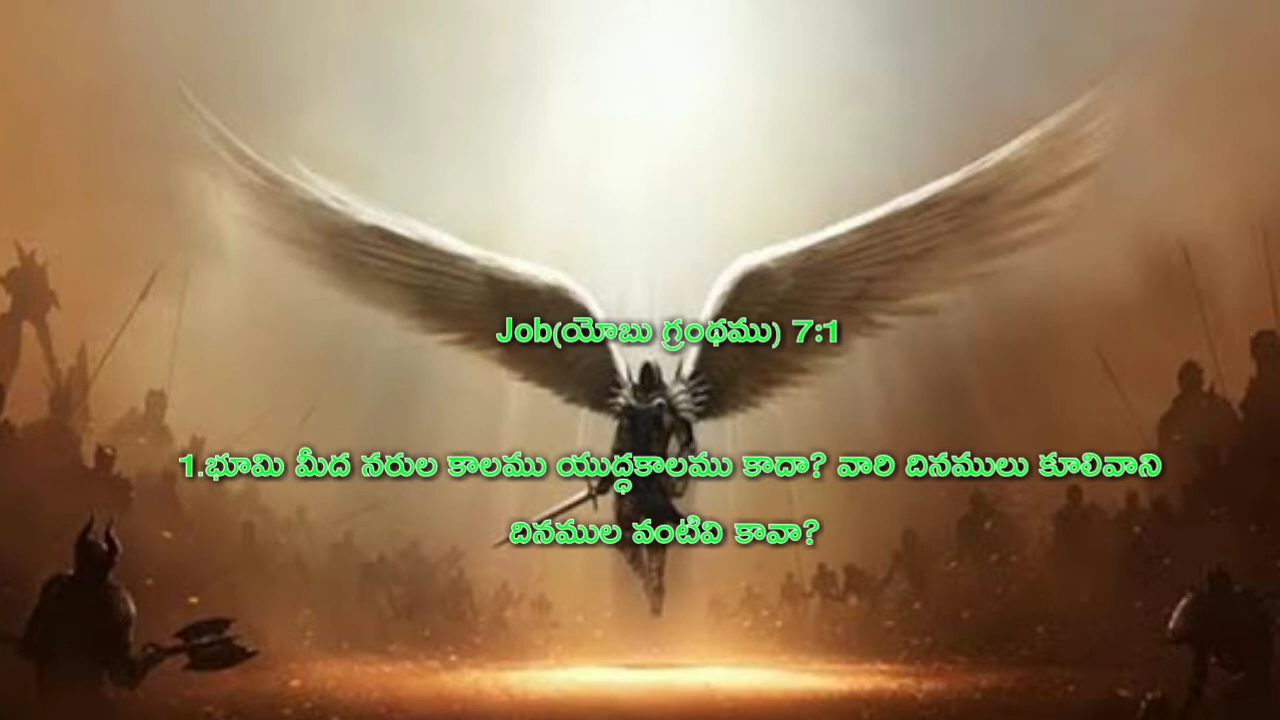 Job(యోబు గ్రంథము) 7:1
1.భూమి మీద నరుల కాలము యుద్ధకాలము కాదా? వారి దినములు కూలివాని
దినముల వంటివి కావా?